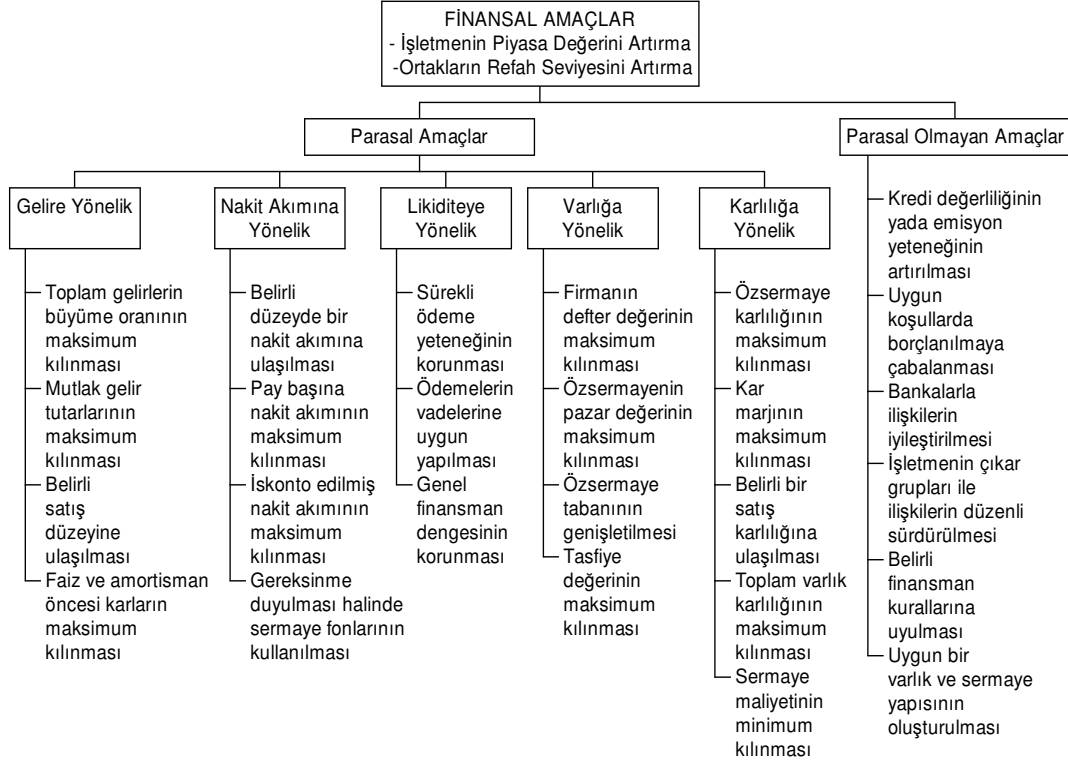 FİNANSAL AMAÇLAR
- İşletmenin Piyasa Değerini Artırma
-Ortakların Refah Seviyesini Artırma
Parasal Amaçlar
Parasal Olmayan Amaçlar
Gelire Yönelik
Toplam gelirlerin
büyüme oranının
maksimum
kılınması
Mutlak gelir
tutarlarının
maksimum
kılınması
Belirli
satış
düzeyine
ulaşılması
Faiz ve amortisman
öncesi karların
maksimum
kılınması
Nakit Akımına
Yönelik
Belirli
düzeyde bir
nakit akımına
ulaşılması
Pay başına
nakit akımının
maksimum
kılınması
İskonto edilmiş
nakit akımının
maksimum
kılınması
Gereksinme
duyulması halinde
sermaye fonlarının
kullanılması
Likiditeye
Yönelik
Sürekli
ödeme
yeteneğinin
korunması
Ödemelerin
vadelerine
uygun
yapılması
Genel
finansman
dengesinin
korunması
Varlığa
Yönelik
Firmanın
defter değerinin
maksimum
kılınması
Özsermayenin
pazar değerinin
maksimum
kılınması
Özsermaye
tabanının
genişletilmesi
Tasfiye
değerinin
maksimum
kılınması
Karlılığa
Yönelik
Özsermaye
karlılığının
maksimum
kılınması
Kar
marjının
maksimum
kılınması
Belirli bir
satış
karlılığına
ulaşılması
Toplam varlık
karlılığının
maksimum
kılınması
Sermaye
maliyetinin
minimum
kılınması
Kredi değerliliğinin
yada emisyon
yeteneğinin
artırılması
Uygun
koşullarda
borçlanılmaya
çabalanması
Bankalarla
ilişkilerin
iyileştirilmesi
İşletmenin çıkar
grupları ile
ilişkilerin düzenli
sürdürülmesi
Belirli
finansman
kurallarına
uyulması
Uygun bir
varlık ve sermaye
yapısının
oluşturulması